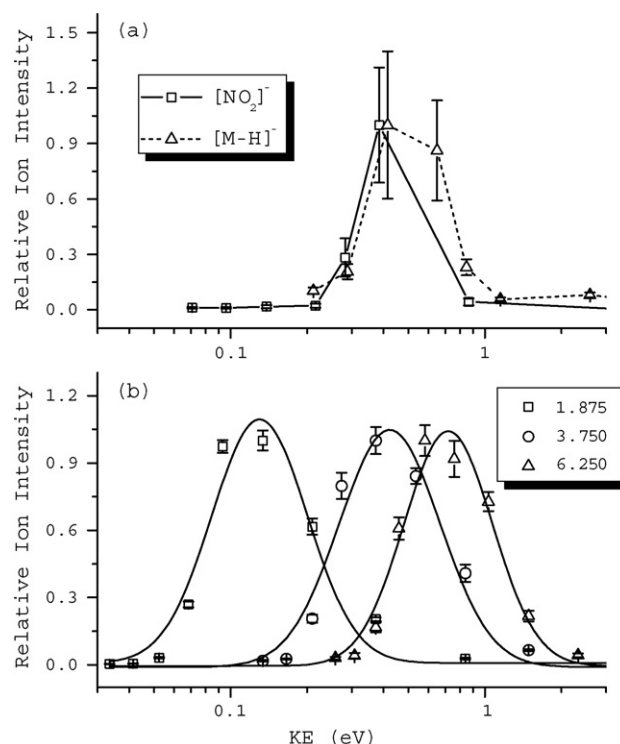 (a)
1.5
1.2
0.9
0.6
0.3
0.0
Relative Ion Intensity
[NO₂]⁻
[M-H]⁻
0.1
1
(b)
1.2
0.9
0.6
0.3
0.0
Relative Ion Intensity
1.875
3.750
6.250
0.1
1
KE (eV)